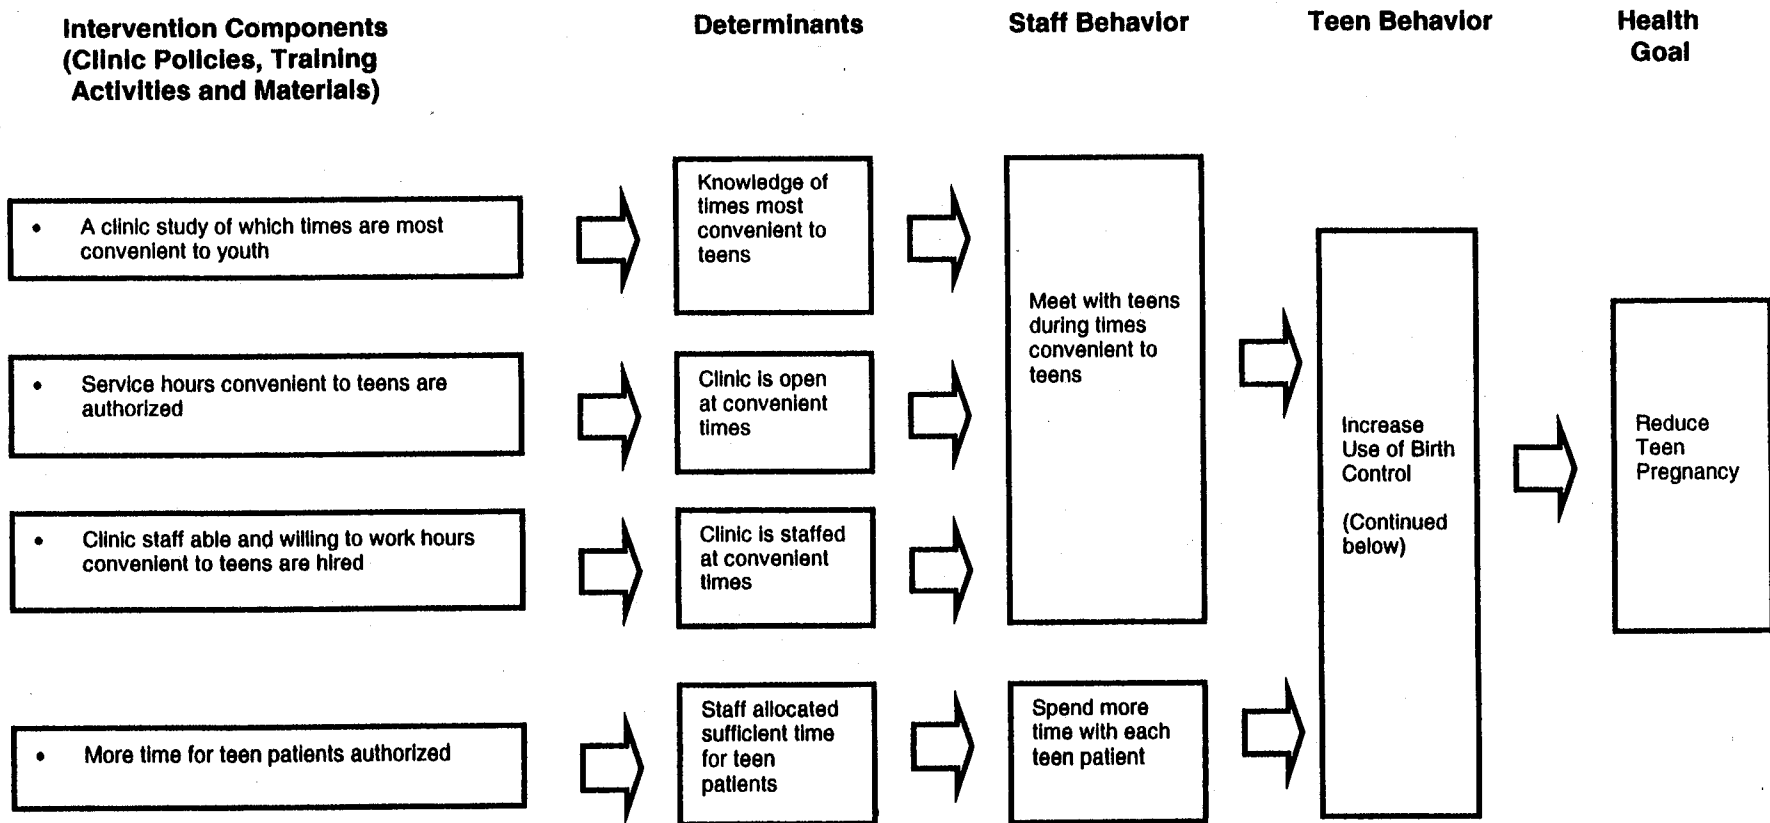 Intervention Components
(Clinic Policies, Training
Activities and Materials)
Determinants
Staff Behavior
Teen Behavior
Health
Goal
• A clinic study of which times are most
convenient to youth
Knowledge of
times most
convenient to
teens
Meet with teens
during times
convenient to
teens
• Service hours convenient to teens are
authorized
Clinic is open
at convenient
times
Increase
Use of Birth
Control
(Continued
below)
Reduce
Teen
Pregnancy
• Clinic staff able and willing to work hours
convenient to teens are hired
Clinic is staffed
at convenient
times
• More time for teen patients authorized
Staff allocated
sufficient time
for teen
patients
Spend more
time with each
teen patient